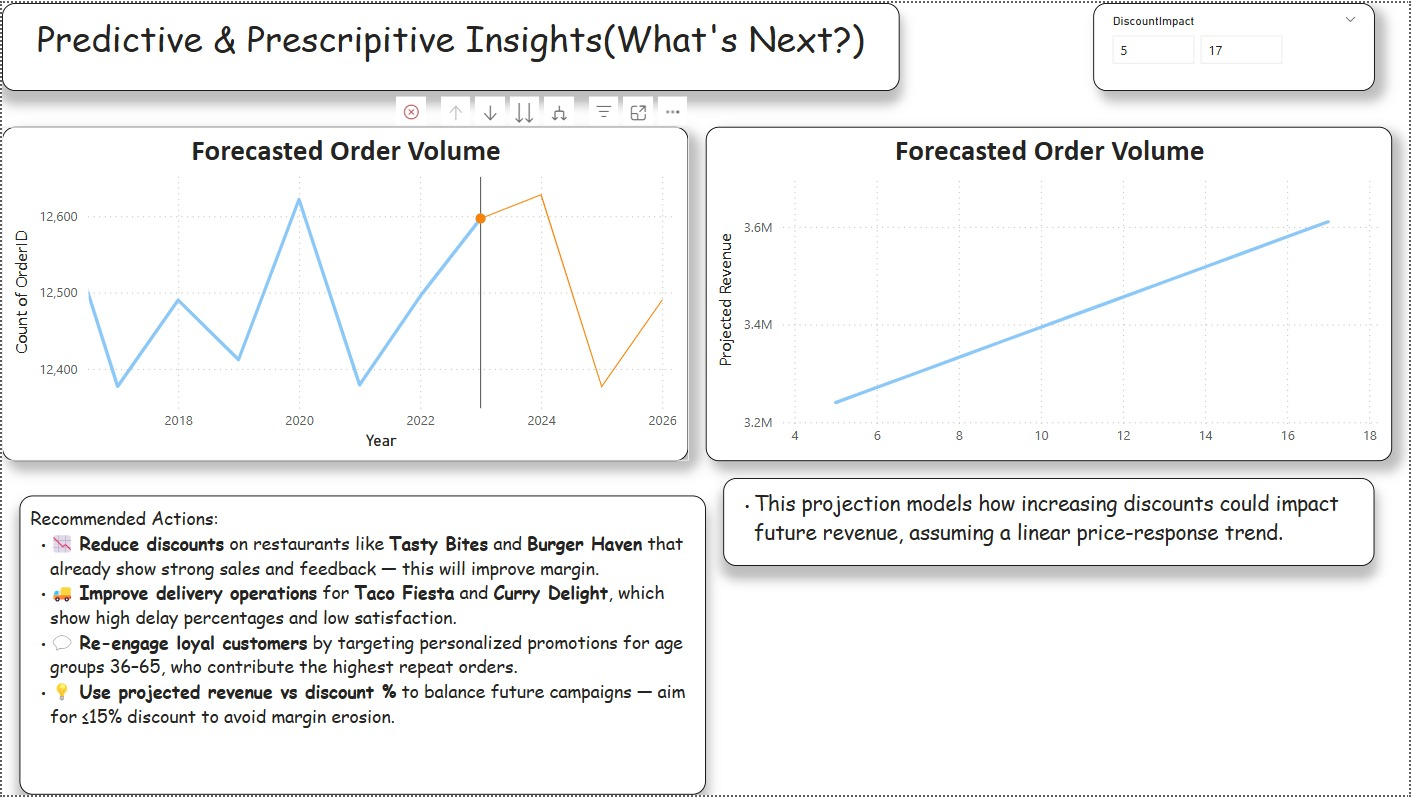 Predictive & Prescripitive Insights(What's Next?)
DiscountImpact
5 17
Forecasted Order Volume
12,600
12,500
12,400
Count of OrderID
2018 2020 2022 2024 2026
Year
Forecasted Order Volume
3.6M
3.4M
3.2M
Projected Revenue
4 6 8 10 12 14 16 18
Recommended Actions:
• 📉 Reduce discounts on restaurants like Tasty Bites and Burger Haven that
already show strong sales and feedback — this will improve margin.
• 🚚 Improve delivery operations for Taco Fiesta and Curry Delight, which
show high delay percentages and low satisfaction.
• 💬 Re-engage loyal customers by targeting personalized promotions for age
groups 36–65, who contribute the highest repeat orders.
• 💡 Use projected revenue vs discount % to balance future campaigns — aim
for ≤15% discount to avoid margin erosion.
• This projection models how increasing discounts could impact
future revenue, assuming a linear price-response trend.